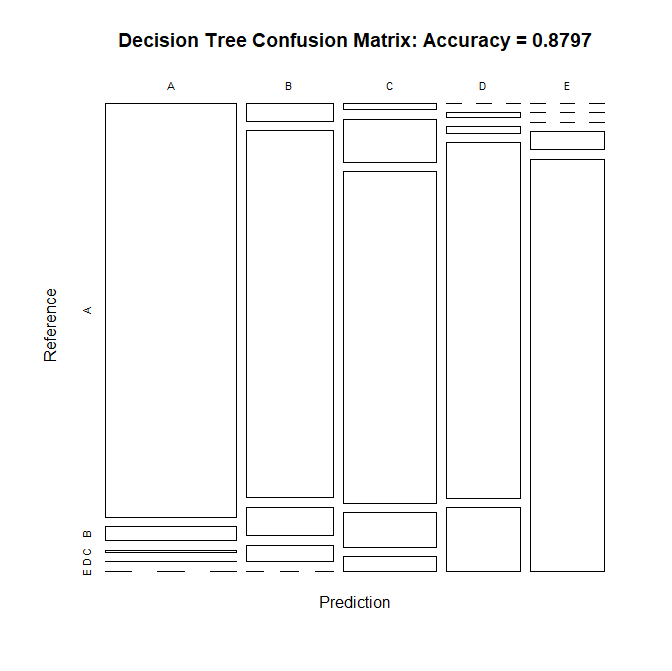 Decision Tree Confusion Matrix: Accuracy = 0.8797
A B C D E
Reference
A
B
C
D
E
Prediction